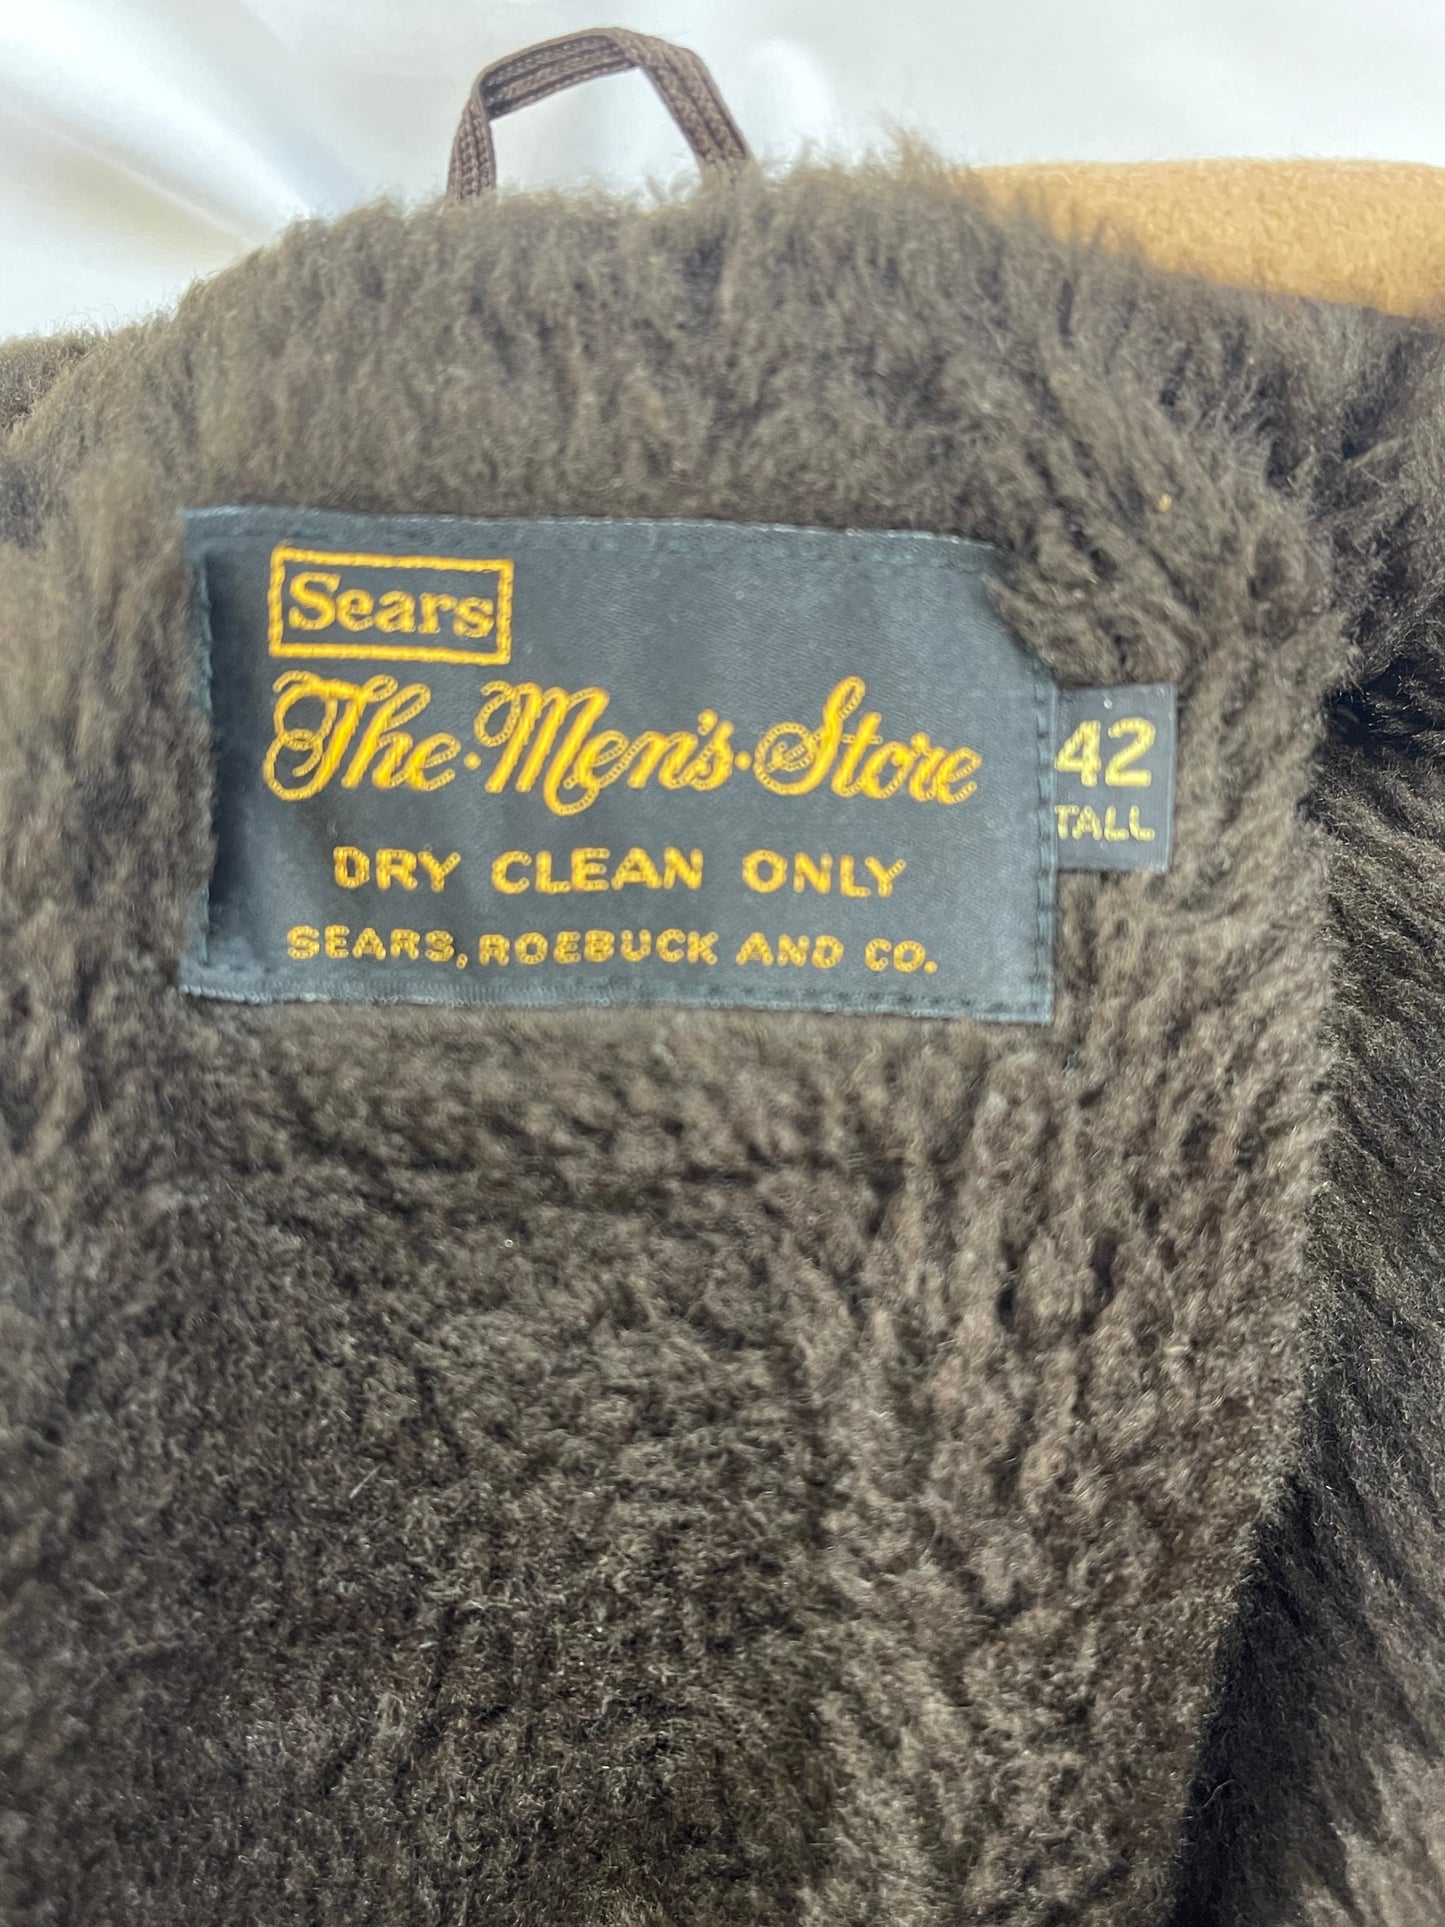 Sears
The·Men's·Store
42
TALL
DRY CLEAN ONLY
SEARS, ROEBUCK AND CO.